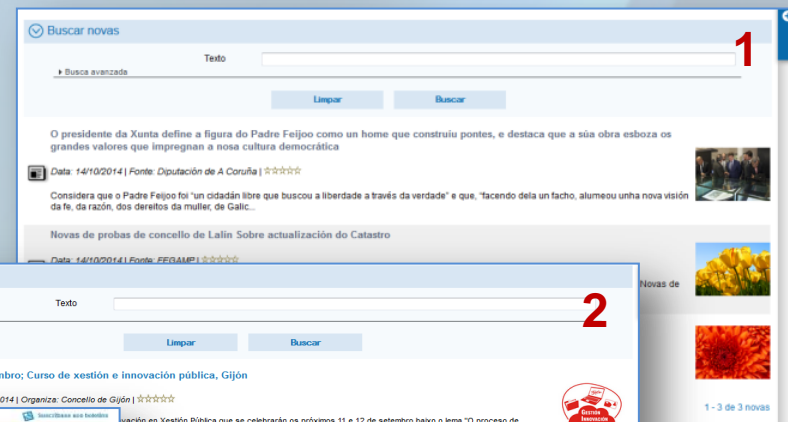 Buscar novas
1
Texto
Busca avanzada
Limpar
Buscar
O presidente da Xunta define a figura do Padre Feijoo como un home que construiu pontes, e destaca que a súa obra esboza os
grandes valores que impregnan a nosa cultura democrática
Data: 14/10/2014 | Fonte: Diputación de A Coruña |
Considera que o Padre Feijoo foi "un cidadán libre que buscou a liberdade a través da verdade" e que, "facendo dela un facho, alumeou unha nova visión
da fe, da razón, dos dereitos da muller, de Galic...
Novas de probas de concello de Lalín Sobre actualización do Catastro
Data: 14/10/2014 | Fonte: FEGAMP |
Novas de
2
Texto
Limpar
Buscar
mbro; Curso de xestión e innovación pública, Gijón
014 | Organiza: Concello de Gijón |
GESTIÓN
INNOVACIÓN
1 - 3 de 3 novas
Inscríbase aos boletíns
ovación en Xestión Pública que se celebrarán os próximos 11 e 12 de setembro baixo o lema "O proceso de